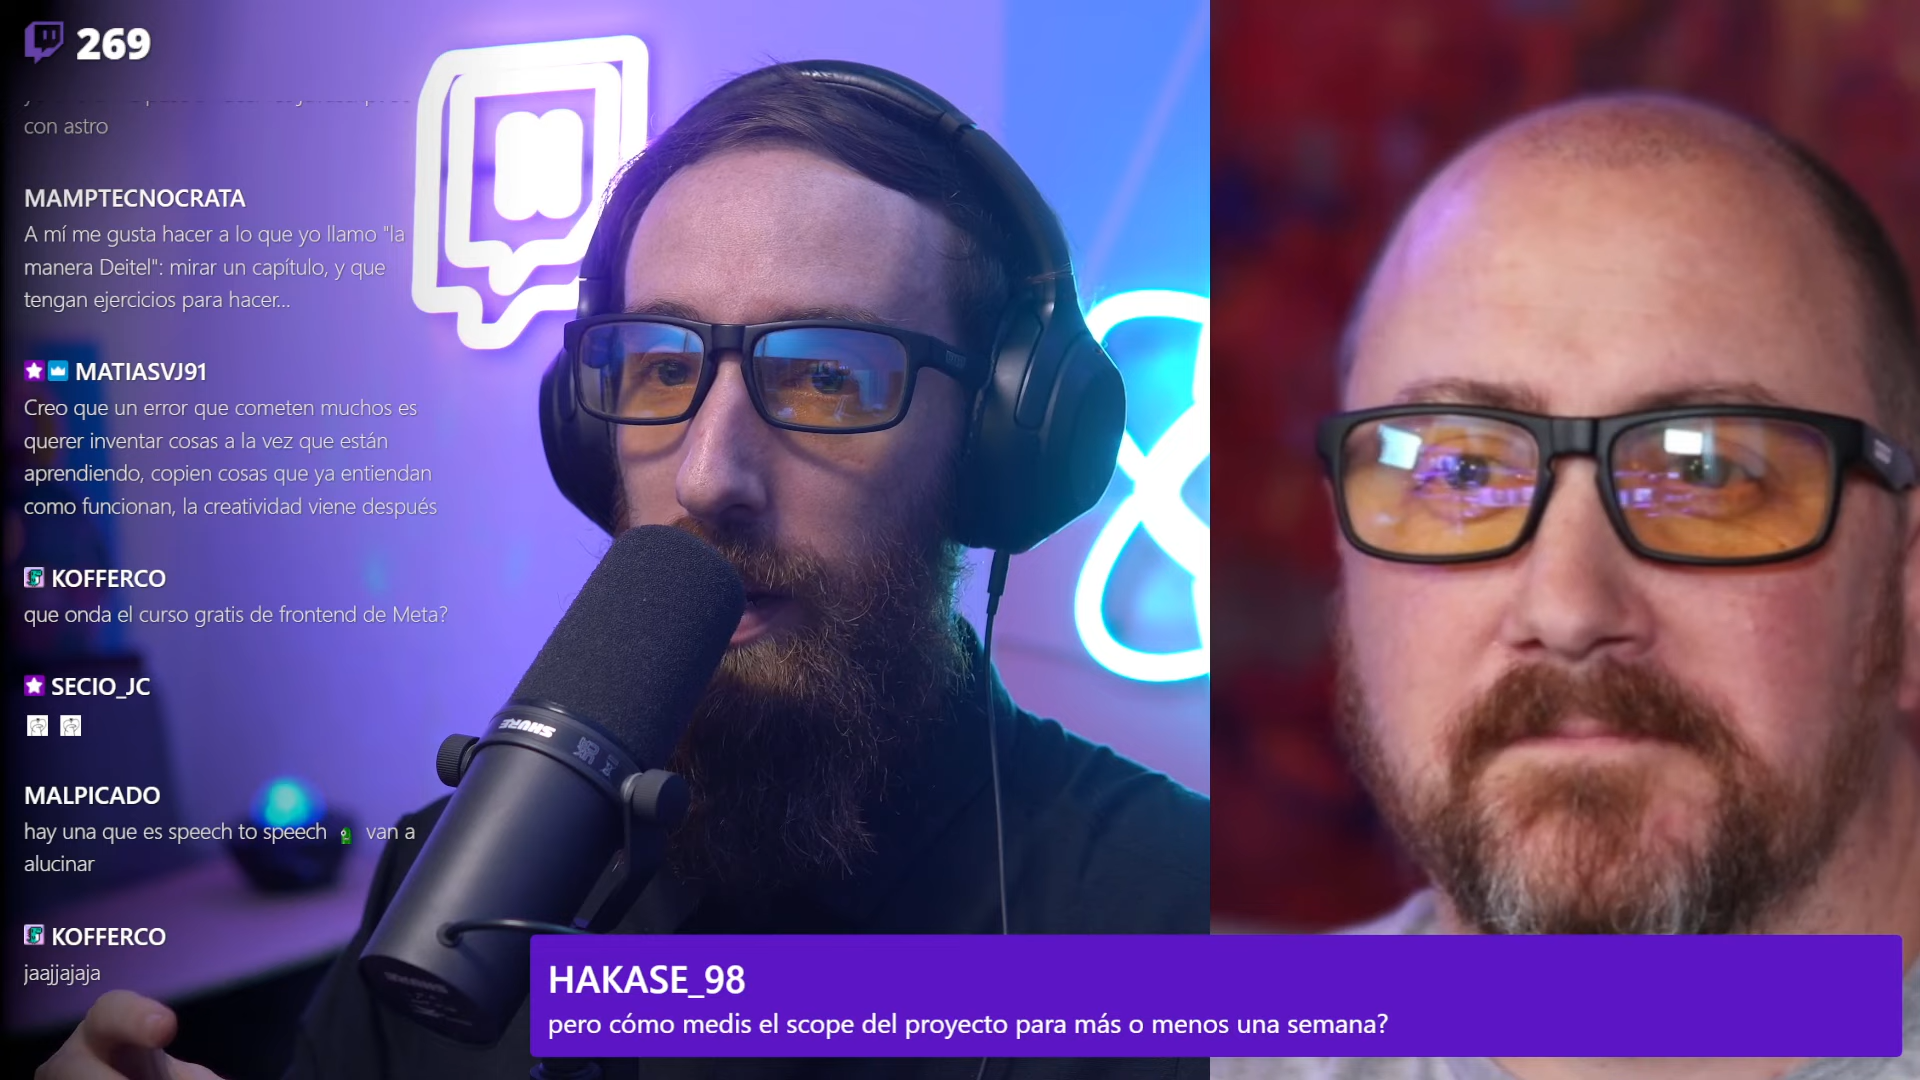 269
con astro
MAMPTECNOCRATA
A mí me gusta hacer a lo que yo llamo "la
manera Deitel": mirar un capítulo, y que
tengan ejercicios para hacer...
MATIASVJ91
Creo que un error que cometen muchos es
querer inventar cosas a la vez que están
aprendiendo, copien cosas que ya entiendan
como funcionan, la creatividad viene después
KOFFERCO
que onda el curso gratis de frontend de Meta?
SECIO_JC
MALPICADO
hay una que es speech to speech van a
alucinar
KOFFERCO
jaajjajaja
SHURE
HAKASE_98
pero cómo medis el scope del proyecto para más o menos una semana?